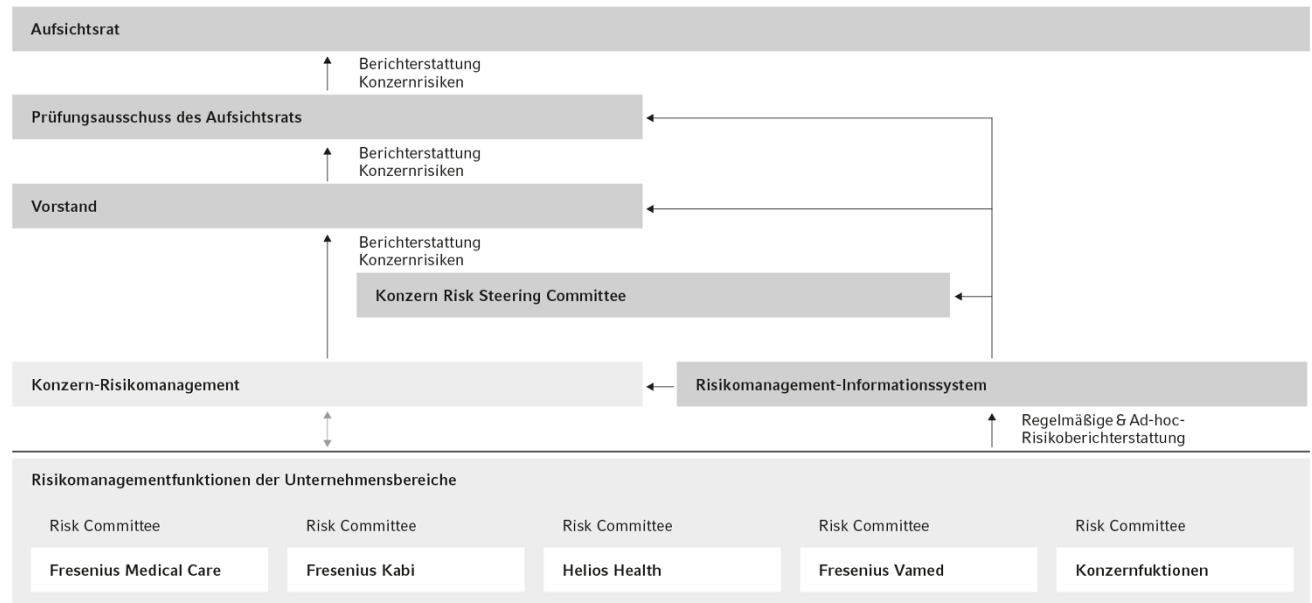 Aufsichtsrat
Berichterstattung
Konzernrisiken
Prüfungsausschuss des Aufsichtsrats
Berichterstattung
Konzernrisiken
Vorstand
Berichterstattung
Konzernrisiken
Konzern Risk Steering Committee
Konzern-Risikomanagement
Risikomanagement-Informationssystem
Regelmäßige & Ad-hoc-
Risikoberichterstattung
Risikomanagementfunktionen der Unternehmensbereiche
Risk Committee
Risk Committee
Risk Committee
Risk Committee
Risk Committee
Fresenius Medical Care
Fresenius Kabi
Helios Health
Fresenius Vamed
Konzernfuktionen